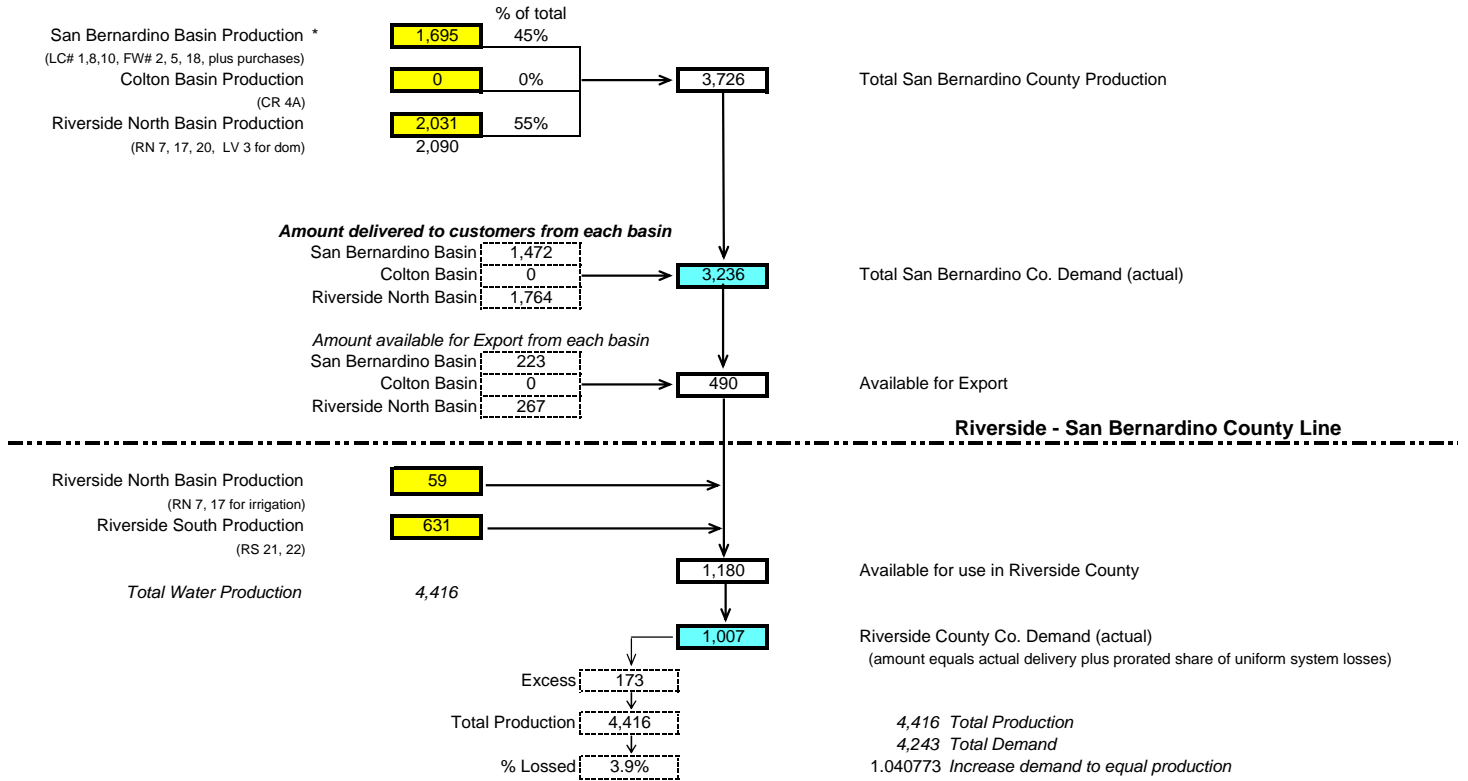 % of total
San Bernardino Basin Production * 1,695 45%
(LC# 1,8,10, FW# 2, 5, 18, plus purchases)
Colton Basin Production 0 0% 3,726 Total San Bernardino County Production
(CR 4A)
Riverside North Basin Production 2,031 55%
(RN 7, 17, 20, LV 3 for dom) 2,090
Amount delivered to customers from each basin
San Bernardino Basin 1,472
Colton Basin 0 3,236 Total San Bernardino Co. Demand (actual)
Riverside North Basin 1,764
Amount available for Export from each basin
San Bernardino Basin 223
Colton Basin 0 490 Available for Export
Riverside North Basin 267
Riverside - San Bernardino County Line
Riverside North Basin Production 59
(RN 7, 17 for irrigation)
Riverside South Production 631
(RS 21, 22)
1,180 Available for use in Riverside County
Total Water Production 4,416
1,007 Riverside County Co. Demand (actual)
(amount equals actual delivery plus prorated share of uniform system losses)
Excess 173
Total Production 4,416 4,416 Total Production
4,243 Total Demand
% Lossed 3.9% 1.040773 Increase demand to equal production